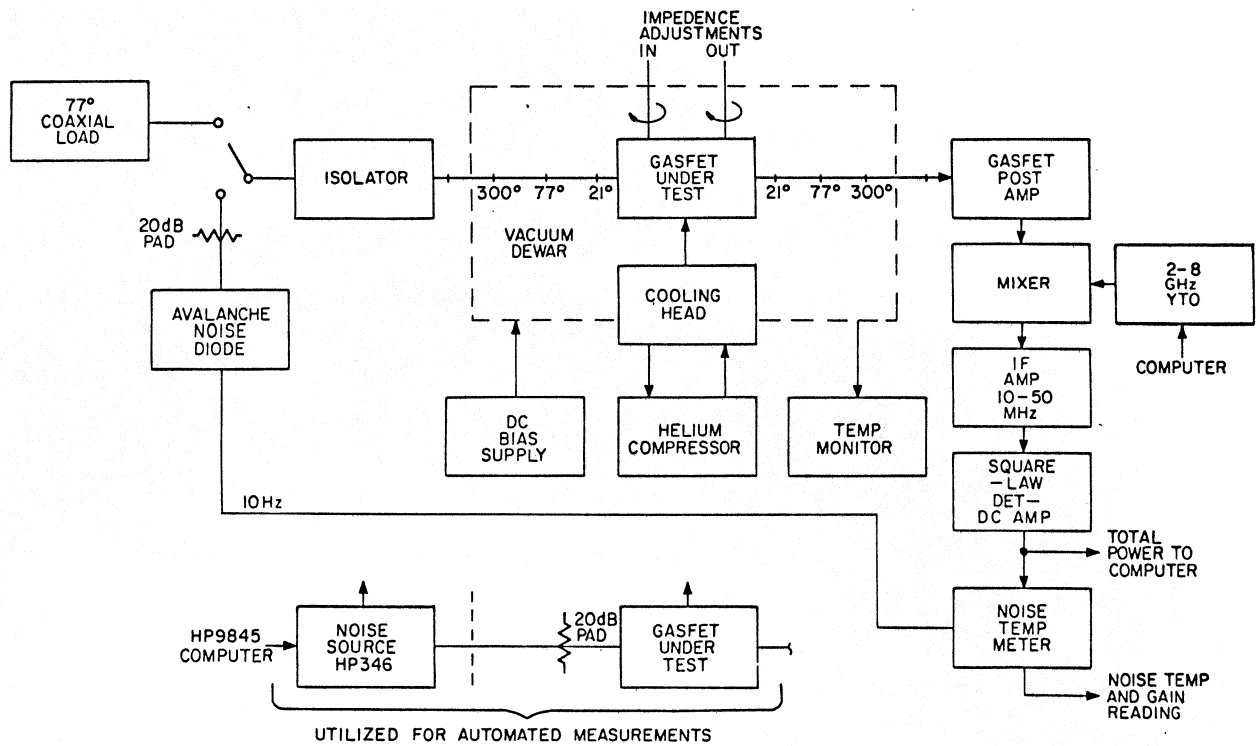 IMPEDENCE
ADJUSTMENTS
IN OUT
77°
COAXIAL
LOAD
ISOLATOR
300° 77° 21°
GASFET
UNDER
TEST
21° 77° 300°
GASFET
POST
AMP
20dB
PAD
VACUUM
DEWAR
COOLING
HEAD
MIXER
2-8
GHz
YTO
COMPUTER
AVALANCHE
NOISE
DIODE
IF
AMP
10-50
MHz
DC
BIAS
SUPPLY
HELIUM
COMPRESSOR
TEMP
MONITOR
SQUARE
-LAW
DET-
DC AMP
10Hz
TOTAL
POWER TO
COMPUTER
NOISE
TEMP
METER
NOISE TEMP
AND GAIN
READING
HP9845
COMPUTER
NOISE
SOURCE
HP346
20dB
PAD
GASFET
UNDER
TEST
UTILIZED FOR AUTOMATED MEASUREMENTS